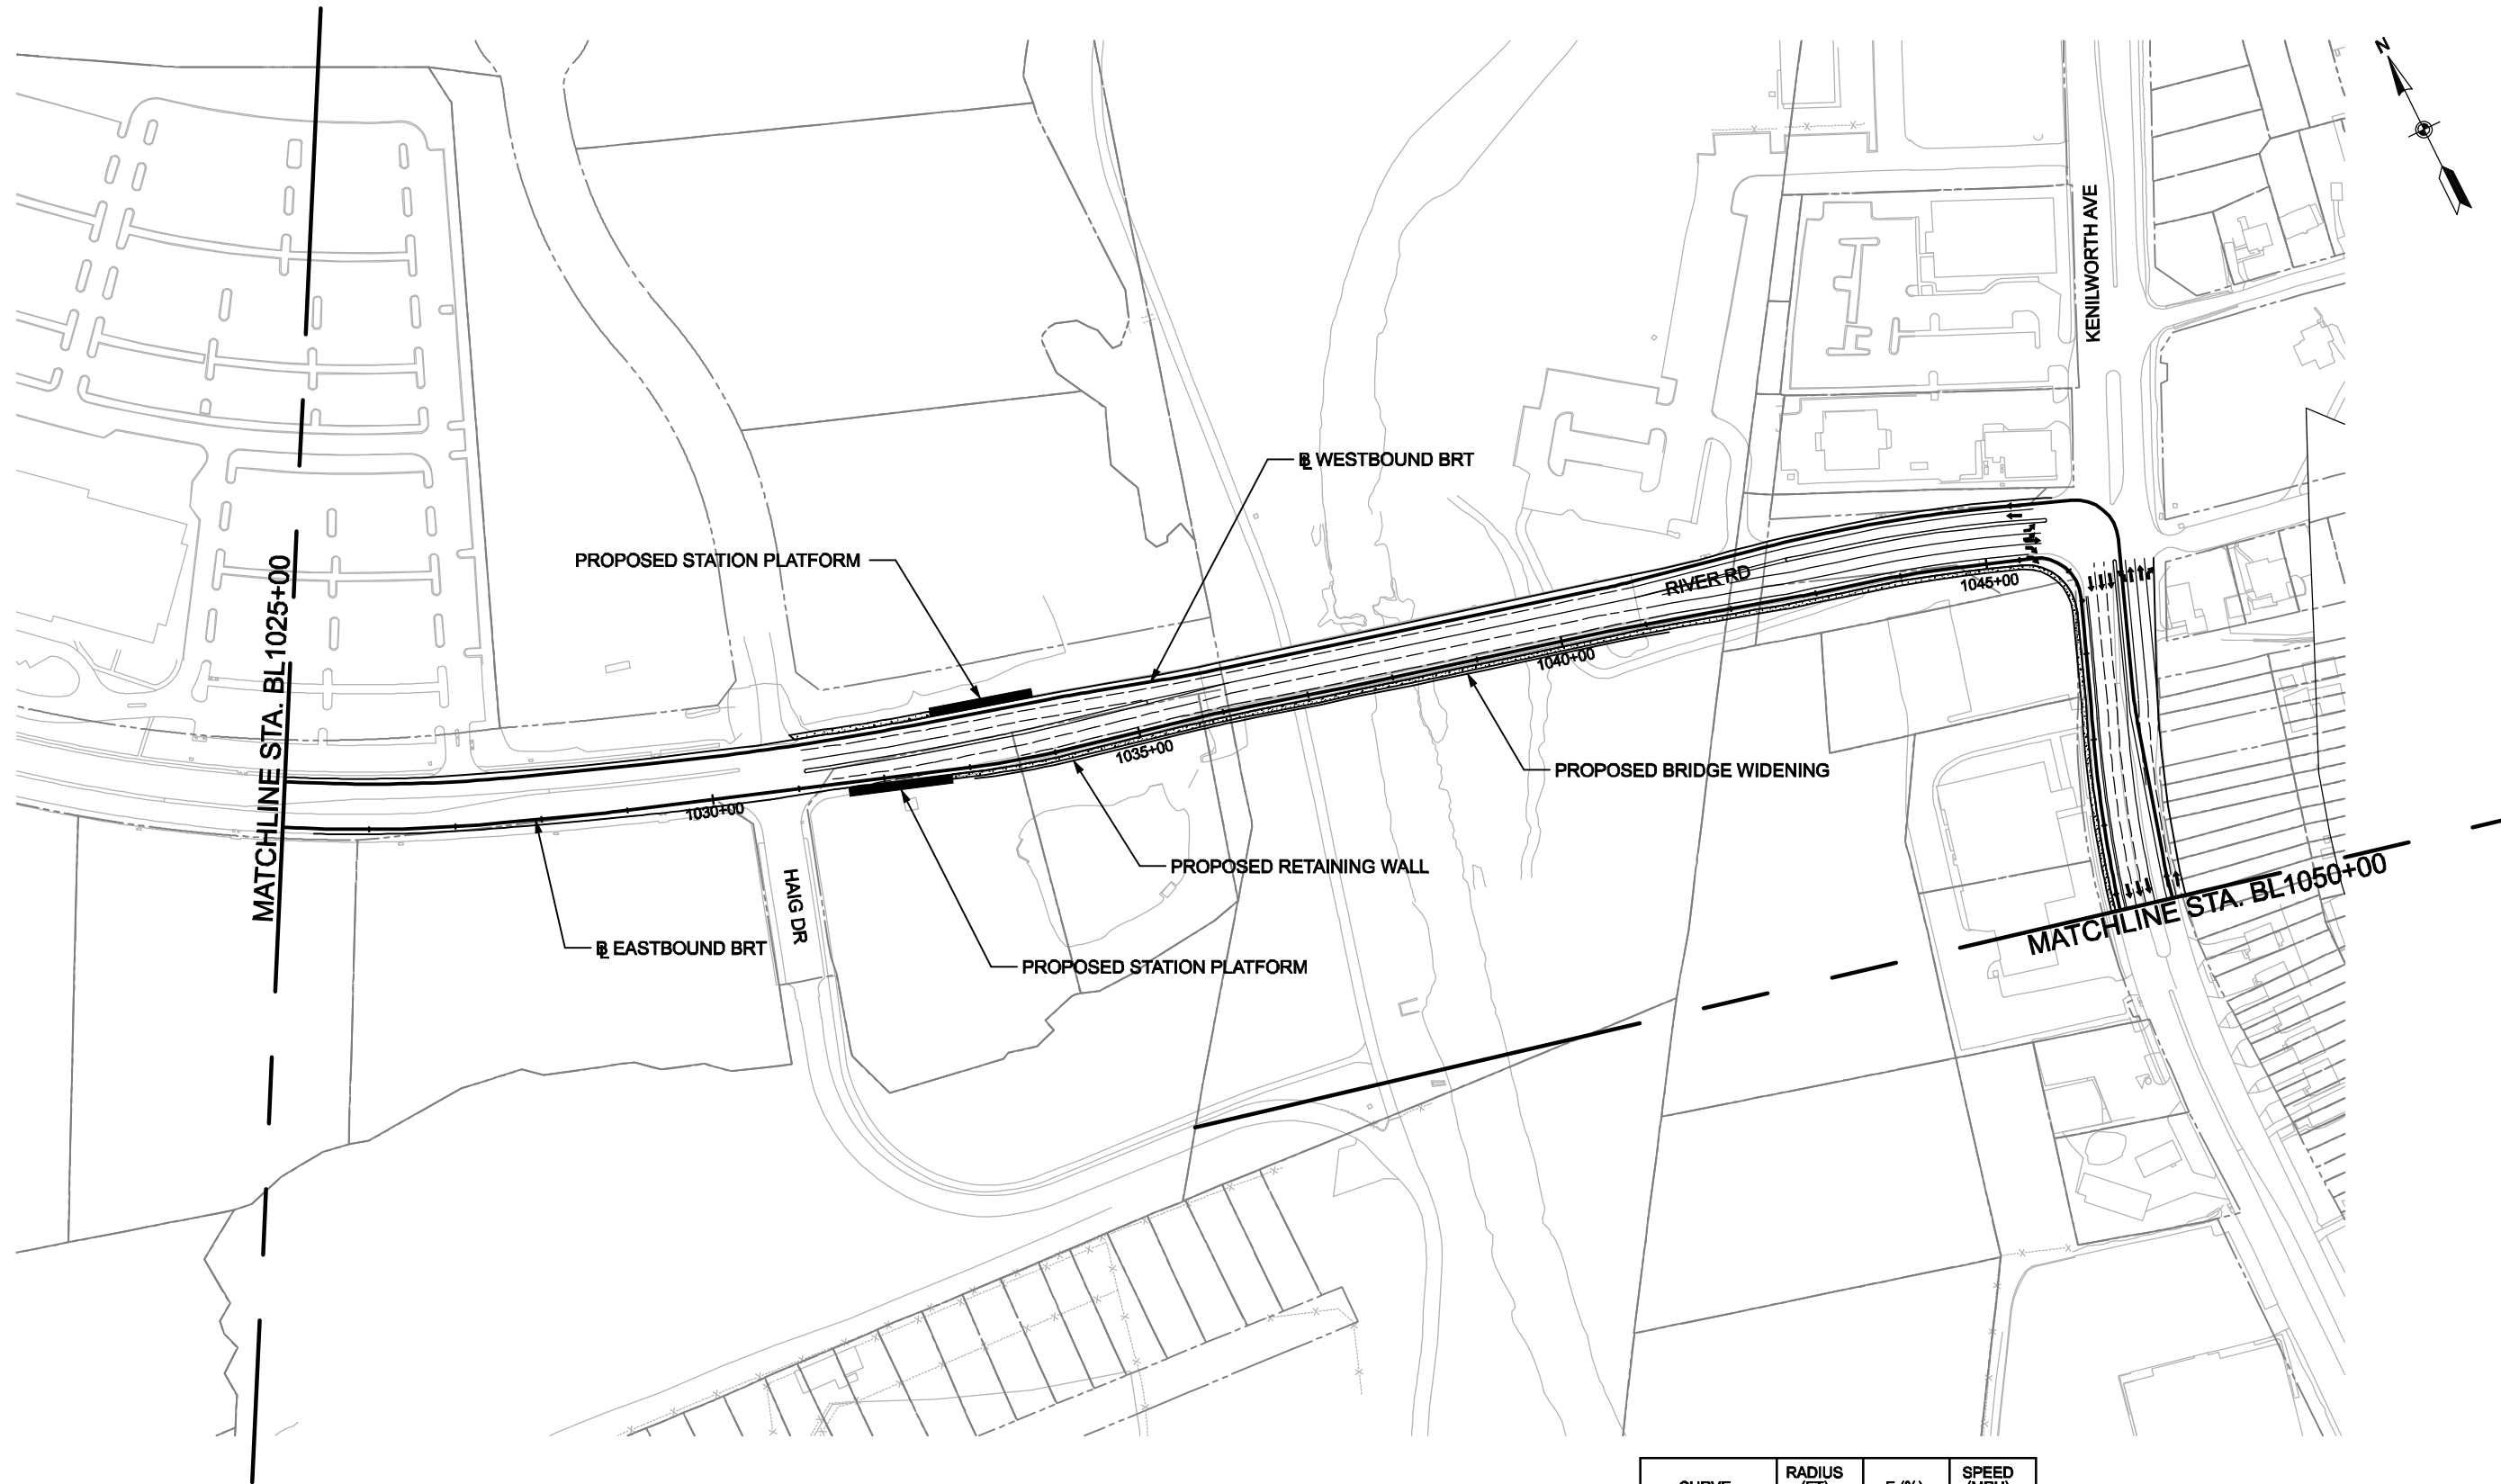 N
KENILWORTH AVE
℄ WESTBOUND BRT
PROPOSED STATION PLATFORM
RIVER RD
1045+00
MATCHLINE STA. BL1025+00
1040+00
1035+00
PROPOSED BRIDGE WIDENING
1030+00
PROPOSED RETAINING WALL
HAIG DR
MATCHLINE STA. BL1050+00
℄ EASTBOUND BRT
PROPOSED STATION PLATFORM
RADIUS
SPEED